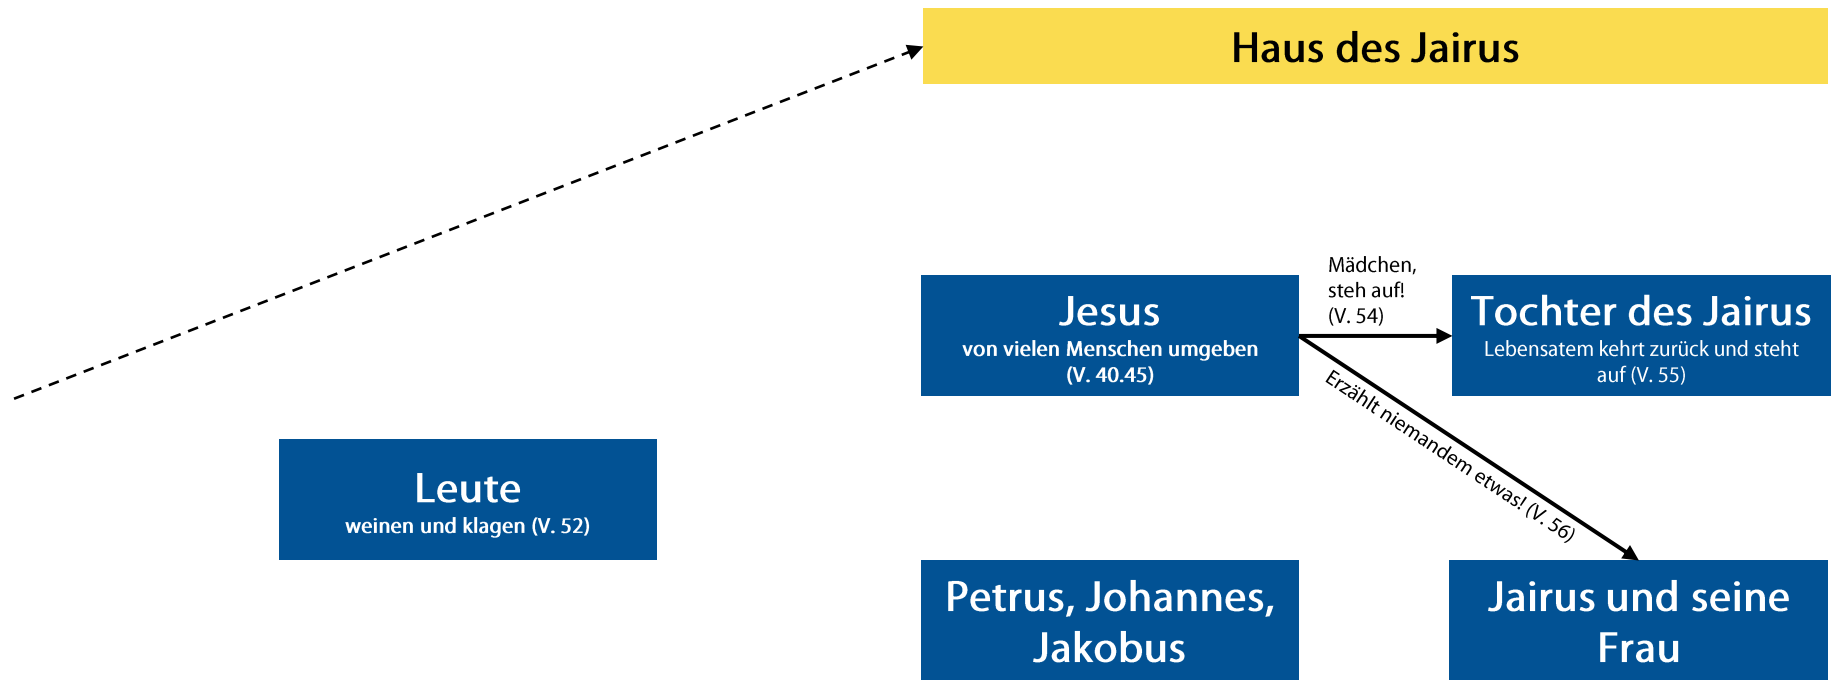 Haus des Jairus
Jesus
von vielen Menschen umgeben
(V. 40.45)
Mädchen,
steh auf!
(V. 54)
Tochter des Jairus
Lebensatem kehrt zurück und steht
auf (V. 55)
Erzählt niemandem etwas! (V. 56)
Leute
weinen und klagen (V. 52)
Petrus, Johannes,
Jakobus
Jairus und seine
Frau